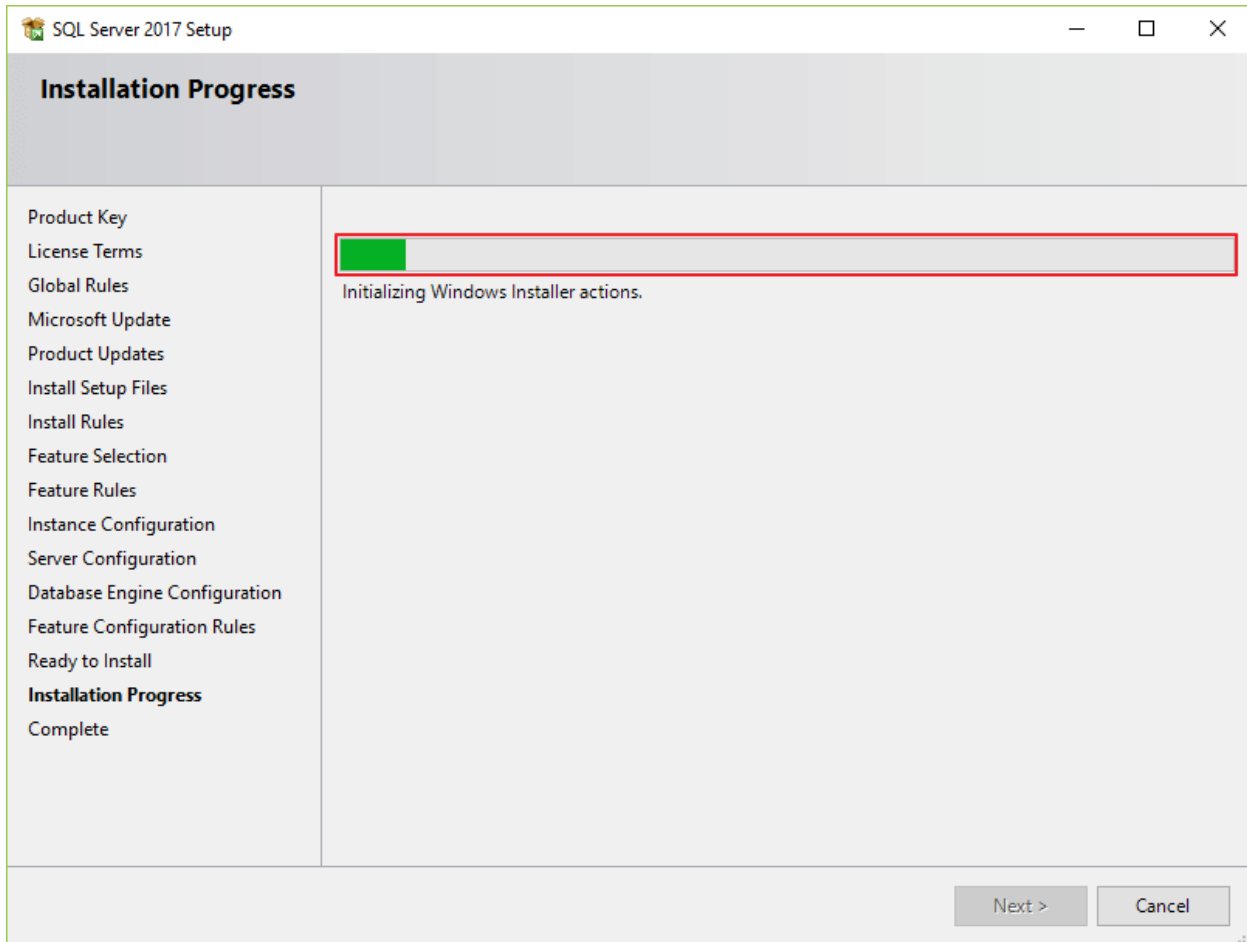 SQL Server 2017 Setup
Installation Progress
Product Key
License Terms
Global Rules
Microsoft Update
Product Updates
Install Setup Files
Install Rules
Feature Selection
Feature Rules
Instance Configuration
Server Configuration
Database Engine Configuration
Feature Configuration Rules
Ready to Install
Installation Progress
Complete
Initializing Windows Installer actions.
Next >
Cancel